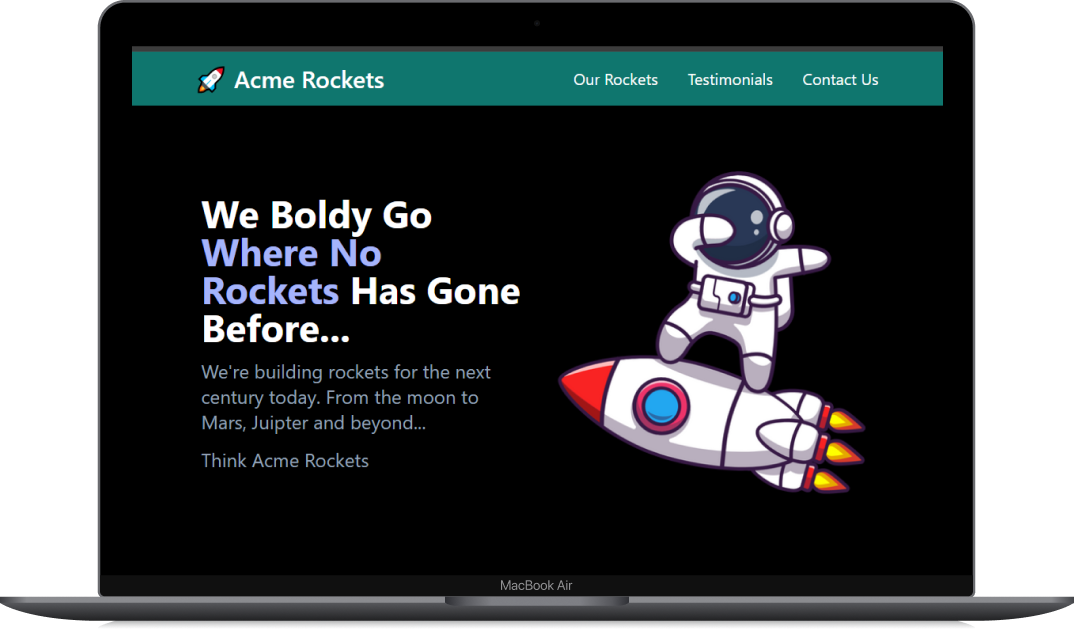 Acme Rockets
Our Rockets
Testimonials
Contact Us
We Boldy Go
Where No
Rockets Has Gone
Before...
We're building rockets for the next
century today. From the moon to
Mars, Juipter and beyond...
Think Acme Rockets
MacBook Air